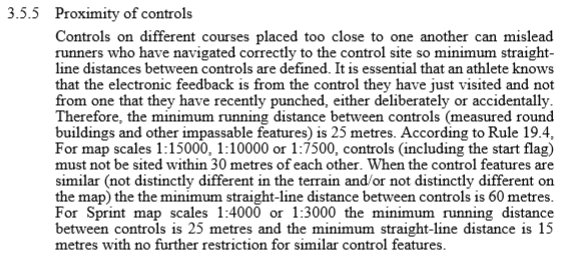 3.5.5 Proximity of controls
Controls on different courses placed too close to one another can mislead
runners who have navigated correctly to the control site so minimum straight-
line distances between controls are defined. It is essential that an athlete knows
that the electronic feedback is from the control they have just visited and not
from one that they have recently punched, either deliberately or accidentally.
Therefore, the minimum running distance between controls (measured round
buildings and other impassable features) is 25 metres. According to Rule 19.4,
For map scales 1:15000, 1:10000 or 1:7500, controls (including the start flag)
must not be sited within 30 metres of each other. When the control features are
similar (not distinctly different in the terrain and/or not distinctly different on
the map) the the minimum straight-line distance between controls is 60 metres.
For Sprint map scales 1:4000 or 1:3000 the minimum running distance
between controls is 25 metres and the minimum straight-line distance is 15
metres with no further restriction for similar control features.